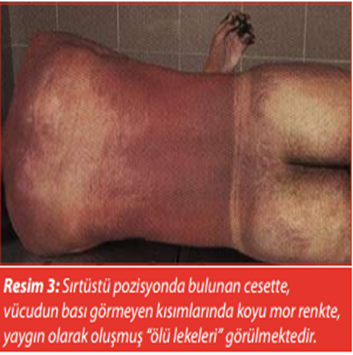 Resim 3: Sırtüstü pozisyonda bulunan cesette,
vücudun bası görmeyen kısımlarında koyu mor renkte,
yaygın olarak oluşmuş “ölü lekeleri” görülmektedir.